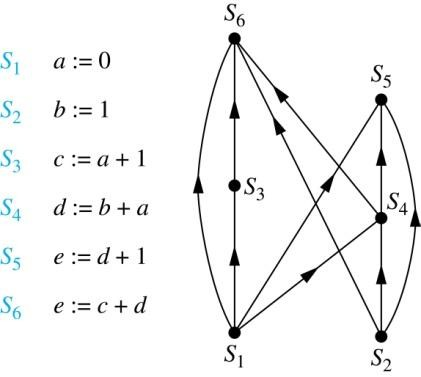 S₁ a := 0
S₂ b := 1
S₃ c := a + 1
S₄ d := b + a
S₅ e := d + 1
S₆ e := c + d
S₆
S₅
S₃
S₄
S₁
S₂